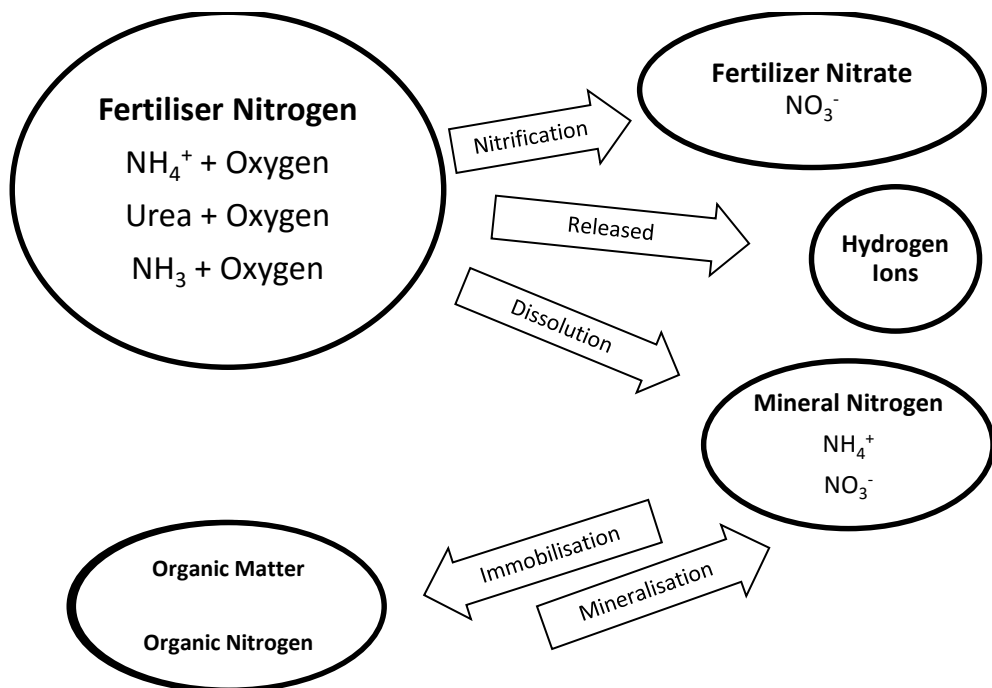 Fertiliser Nitrogen
NH₄⁺ + Oxygen
Urea + Oxygen
NH₃ + Oxygen
Nitrification
Fertilizer Nitrate
NO₃⁻
Released
Hydrogen
Ions
Dissolution
Mineral Nitrogen
NH₄⁺
NO₃⁻
Immobilisation
Mineralisation
Organic Matter
Organic Nitrogen